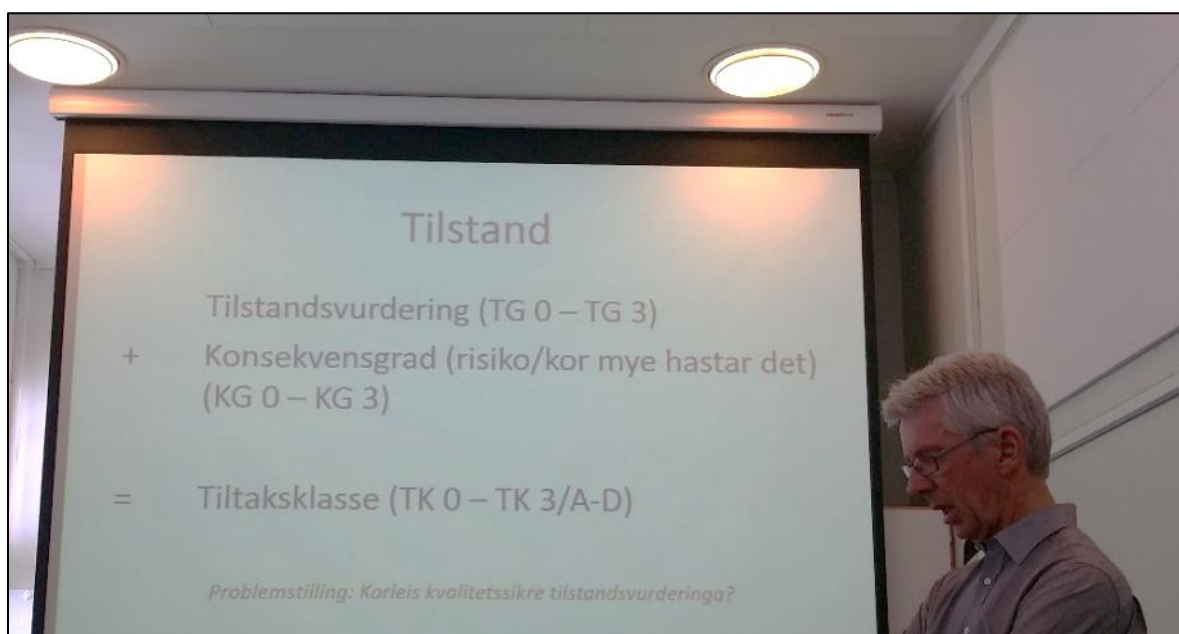 Tilstand
Tilstandsvurdering (TG 0 – TG 3)
+ Konsekvensgrad (risiko/kor mye hastar det)
(KG 0 – KG 3)
= Tiltaksklasse (TK 0 – TK 3/A-D)
Problemstilling: Korleis kvalitetssikre tilstandsvurderinga?